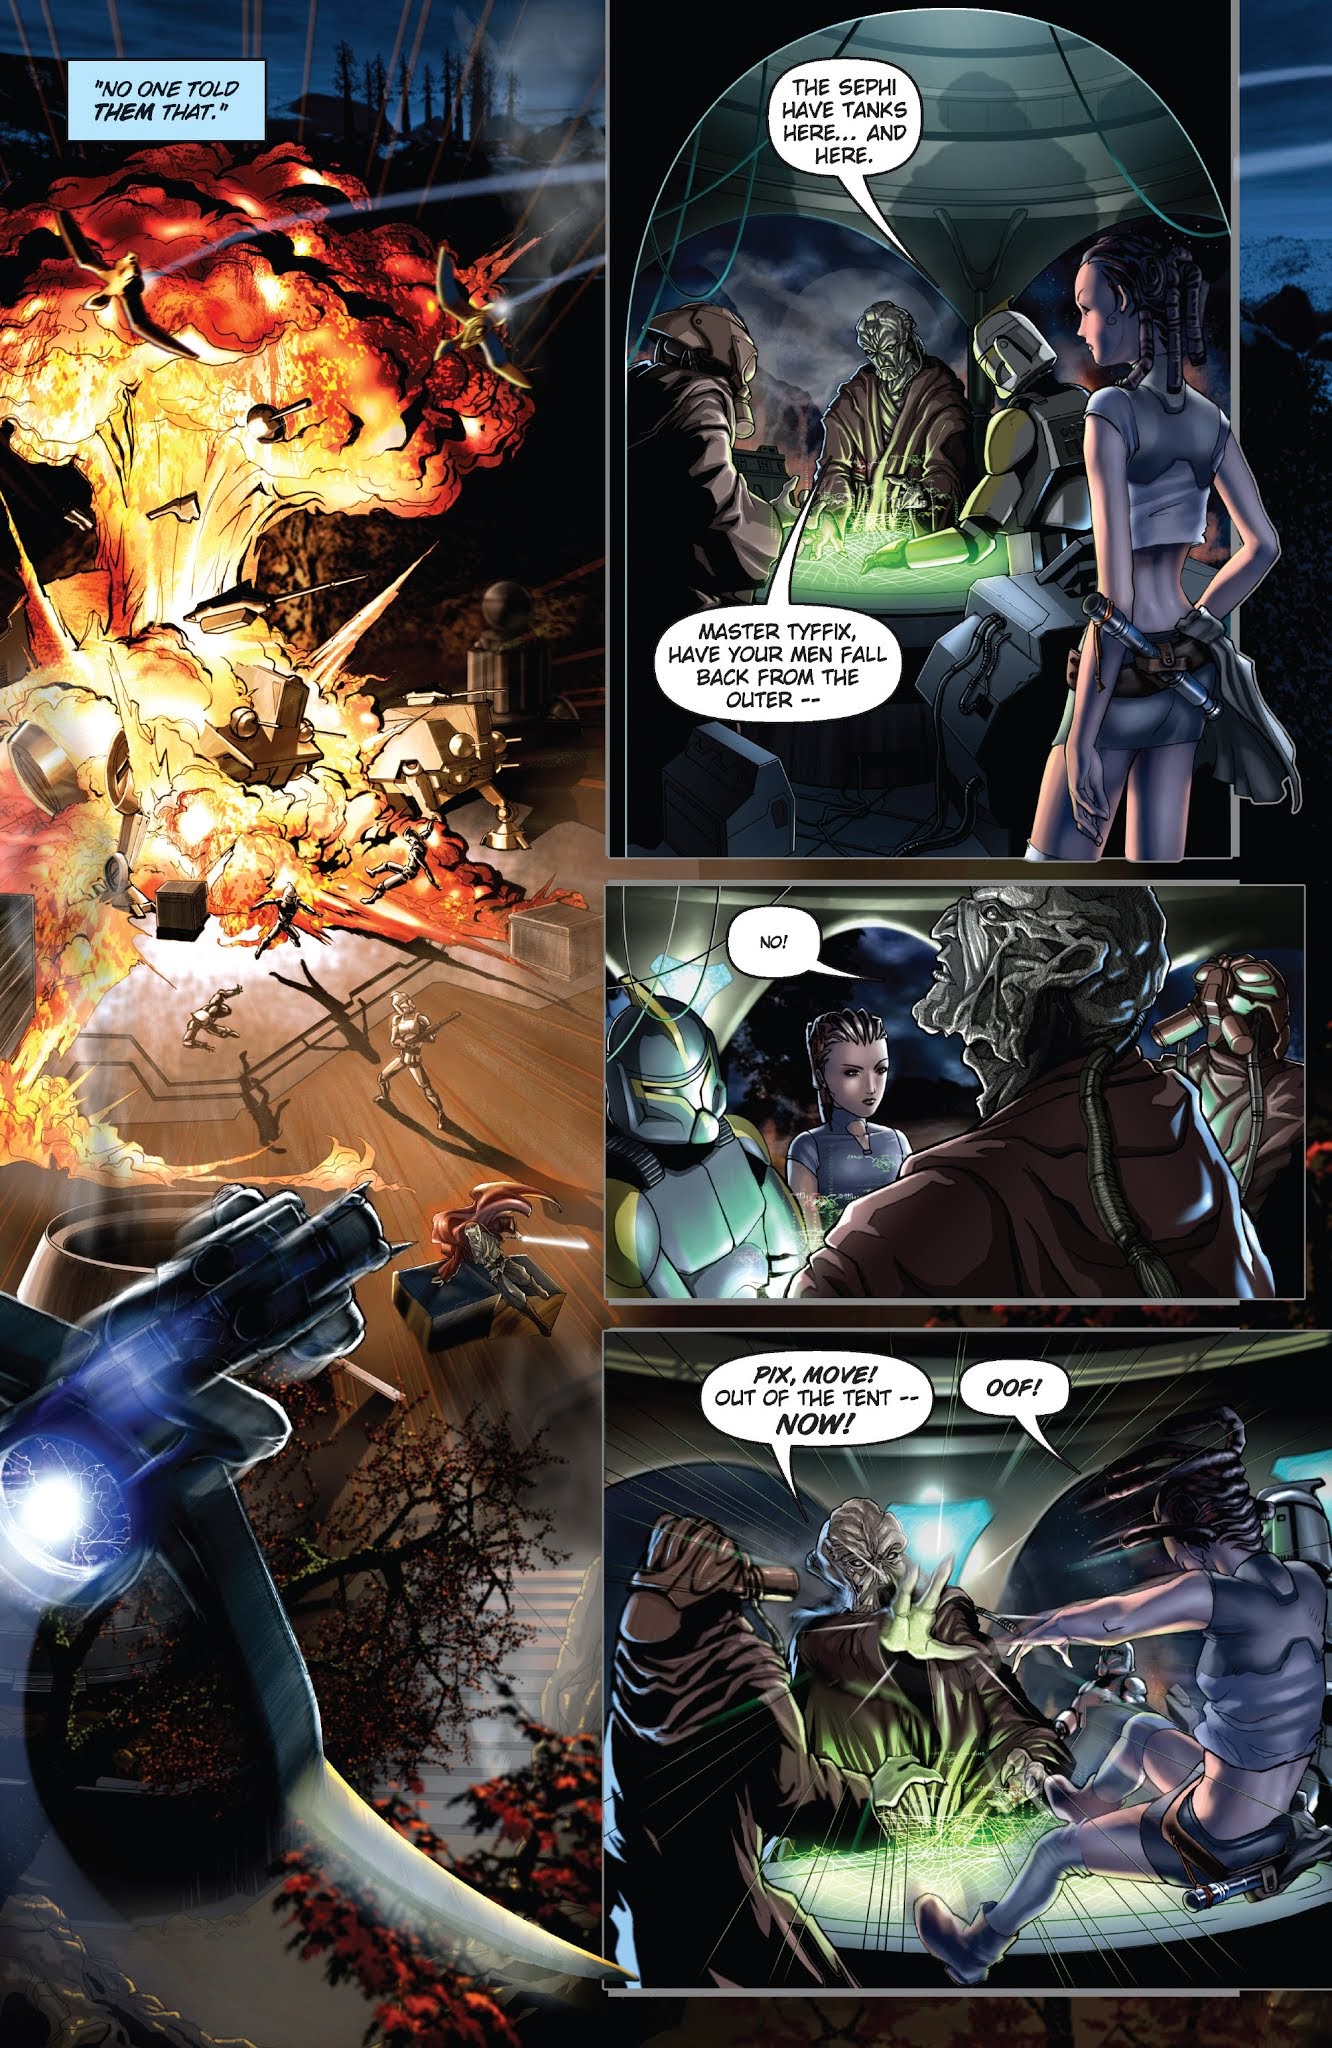 "NO ONE TOLD
THEM THAT."
THE SEPHI
HAVE TANKS
HERE... AND
HERE.
MASTER TYFFIX,
HAVE YOUR MEN FALL
BACK FROM THE
OUTER --
NO!
PIX, MOVE!
OUT OF THE TENT --
NOW!
OOF!